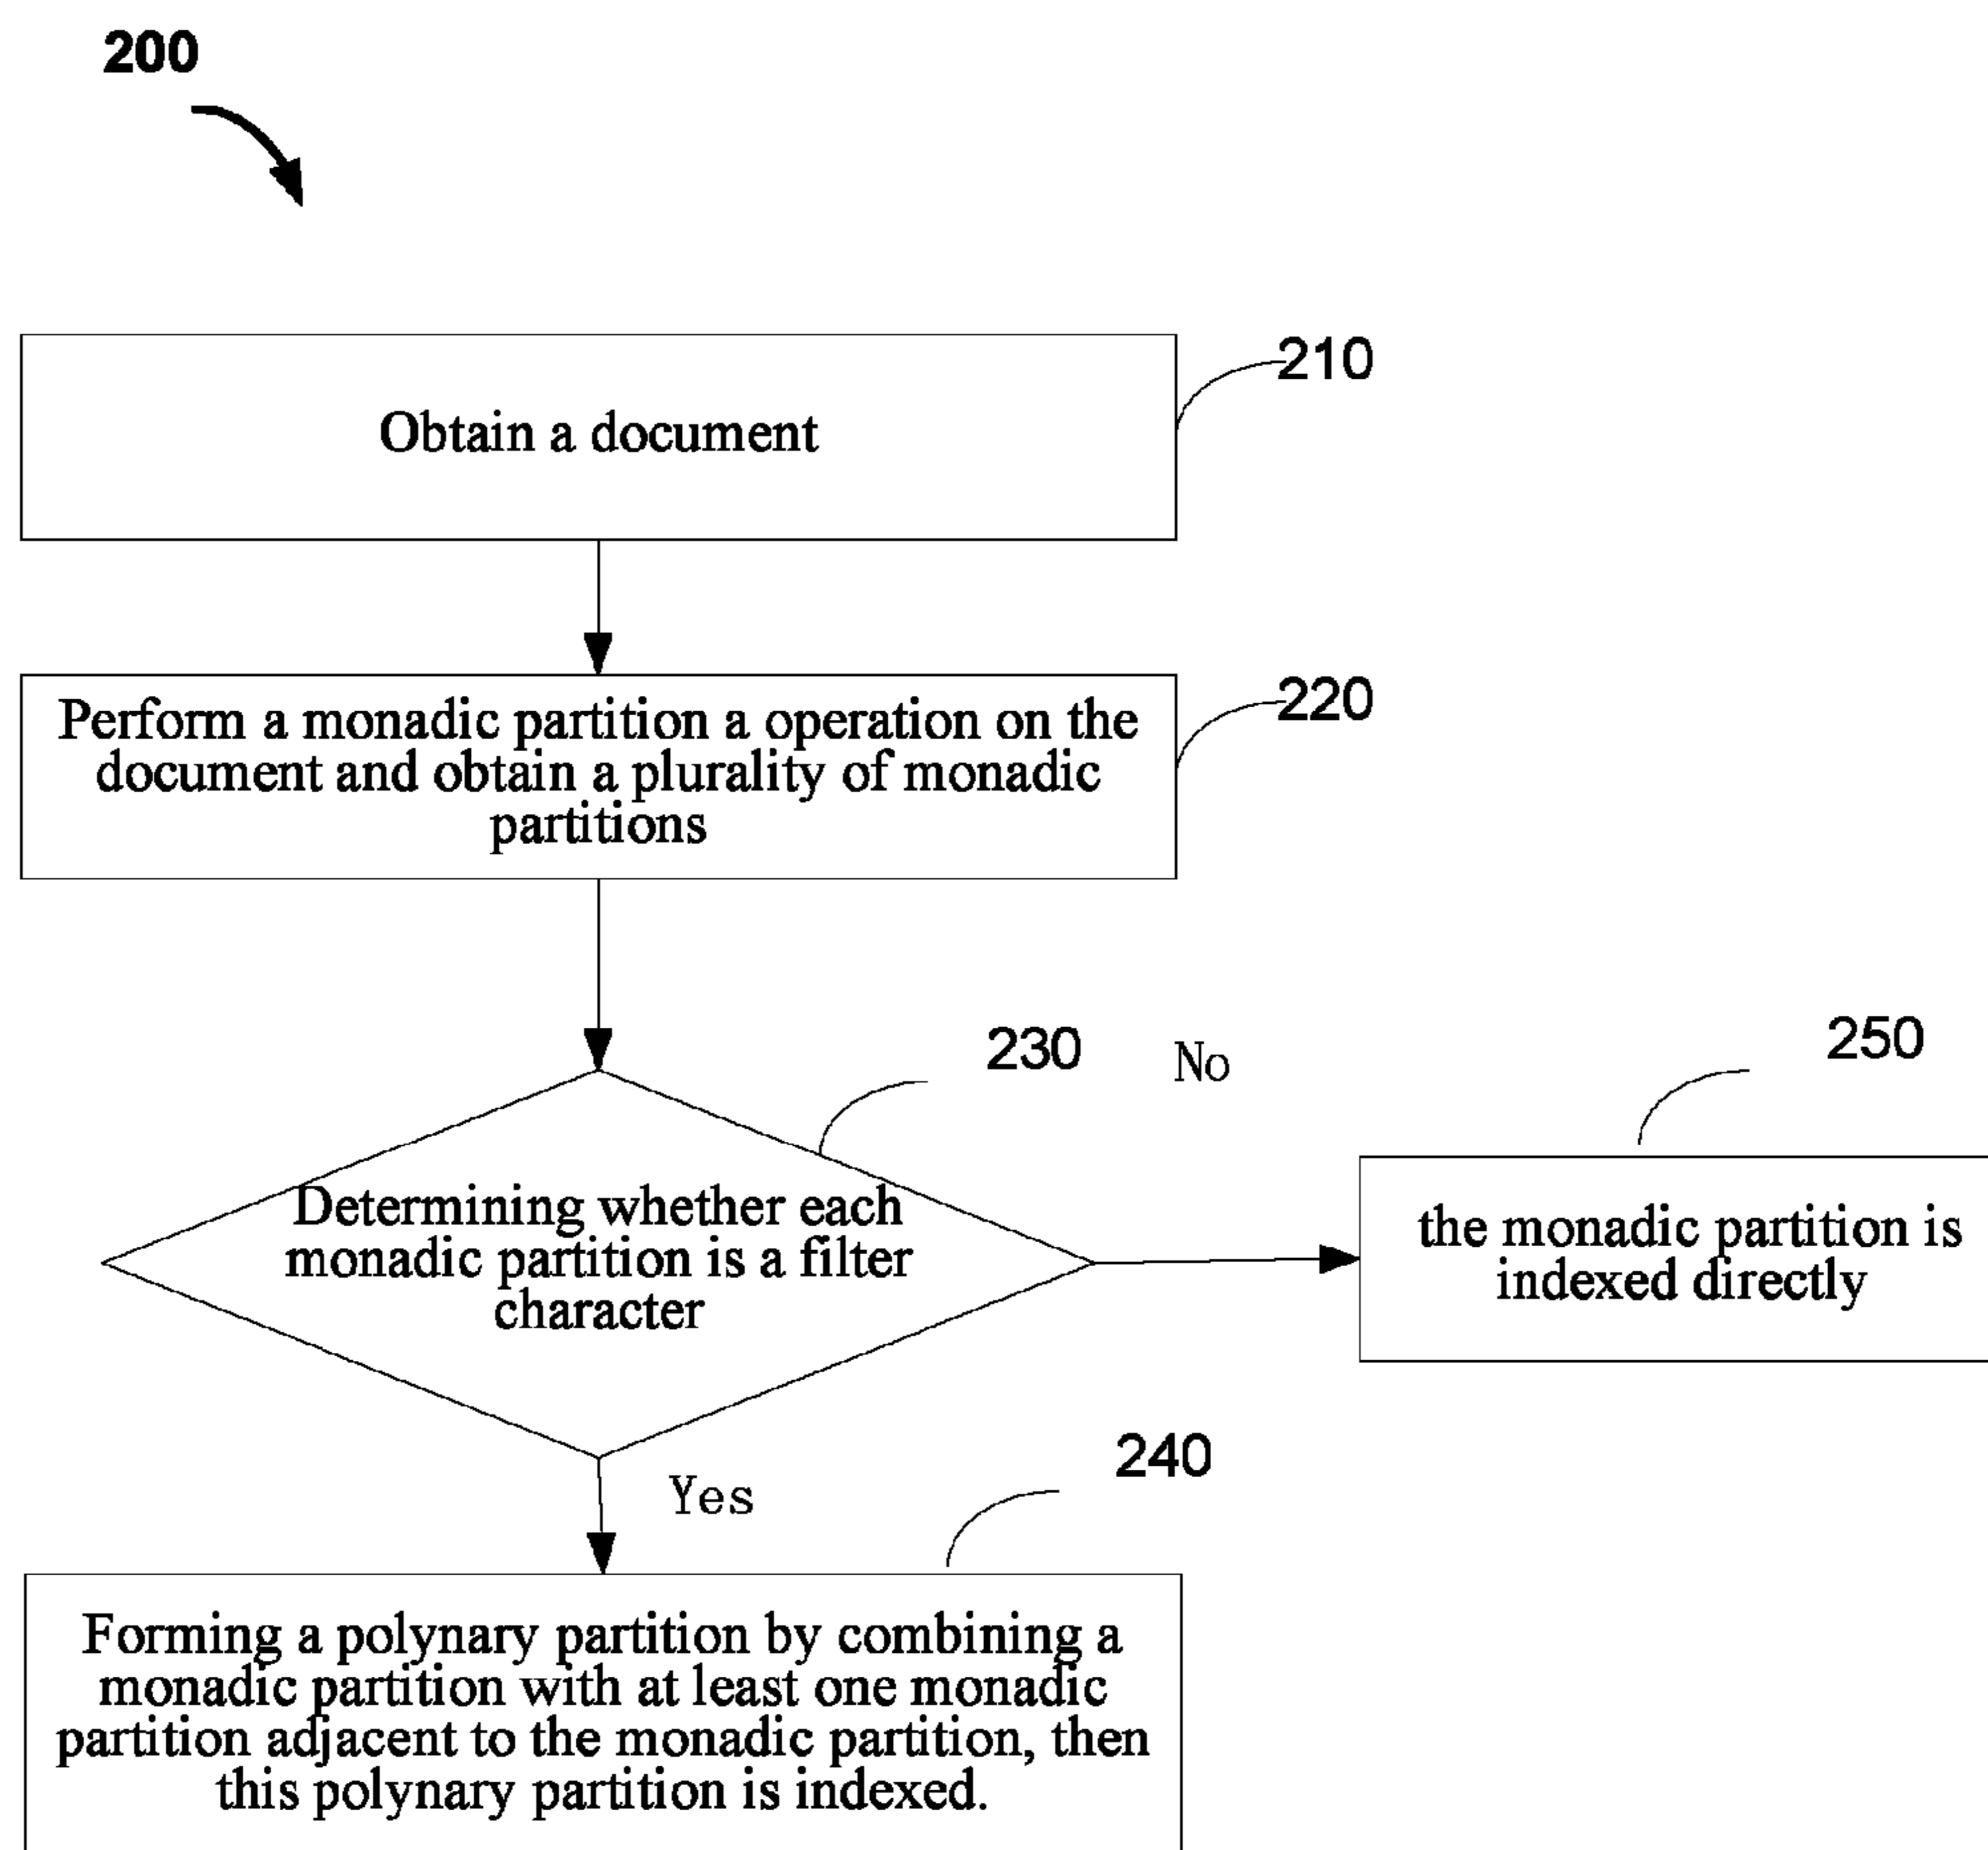 200
210
Obtain a document
220
Perform a monadic partition a operation on the
document and obtain a plurality of monadic
partitions
230
No
250
Determining whether each
monadic partition is a filter
character
the monadic partition is
indexed directly
240
Yes
Forming a polynary partition by combining a
monadic partition with at least one monadic
partition adjacent to the monadic partition, then
this polynary partition is indexed.